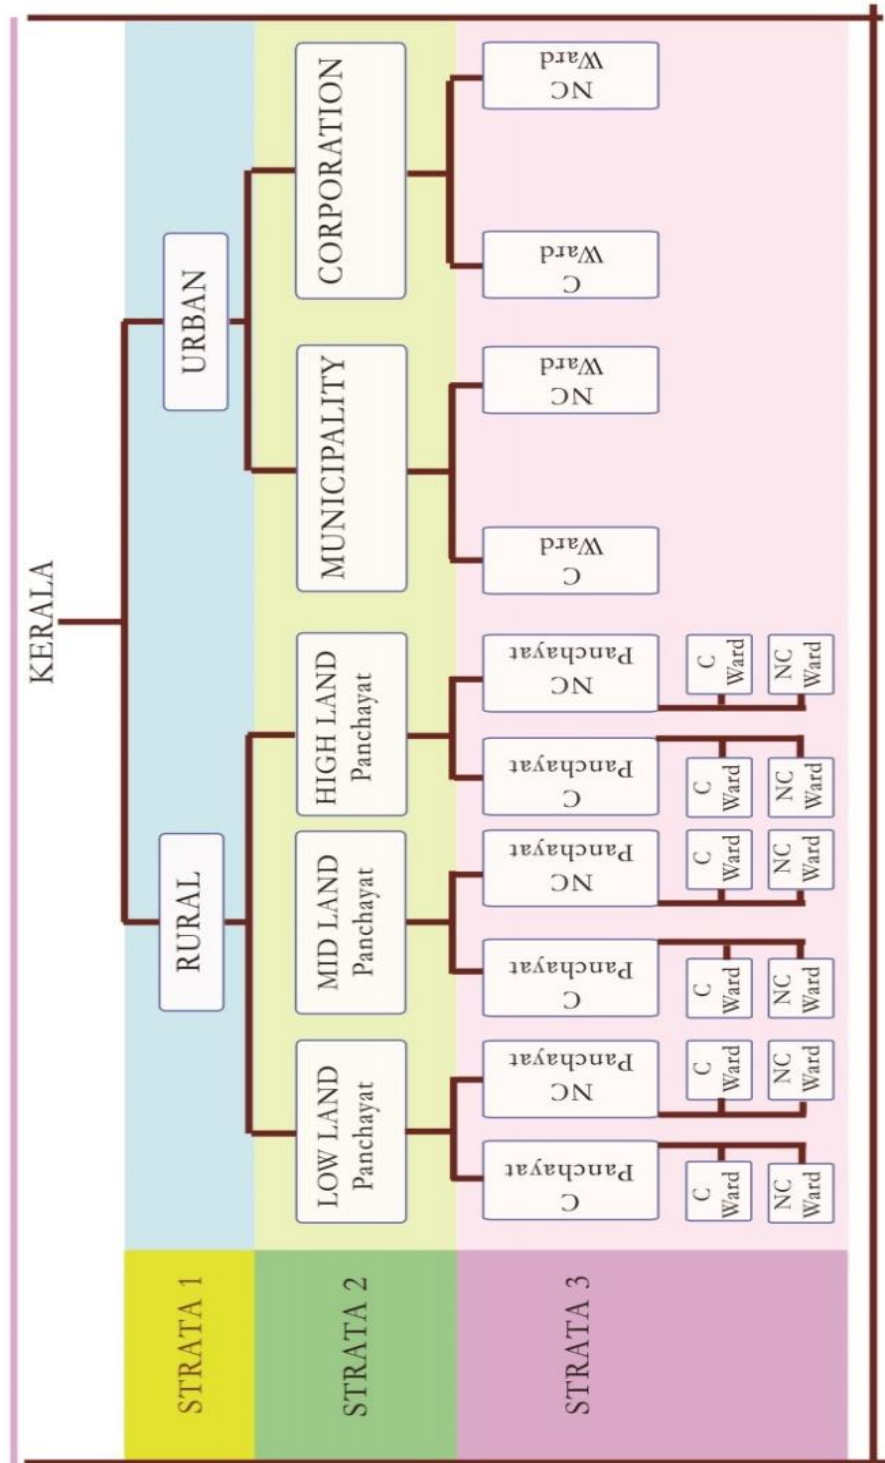 KERALA
STRATA 1
RURAL
URBAN
STRATA 2
LOW LAND
Panchayat
MID LAND
Panchayat
HIGH LAND
Panchayat
MUNICIPALITY
CORPORATION
STRATA 3
C
Panchayat
NC
Panchayat
C
Panchayat
NC
Panchayat
C
Panchayat
NC
Panchayat
C
Ward
NC
Ward
C
Ward
NC
Ward
C
Ward
C
Ward
C
Ward
C
Ward
C
Ward
C
Ward
NC
Ward
NC
Ward
NC
Ward
NC
Ward
NC
Ward
NC
Ward